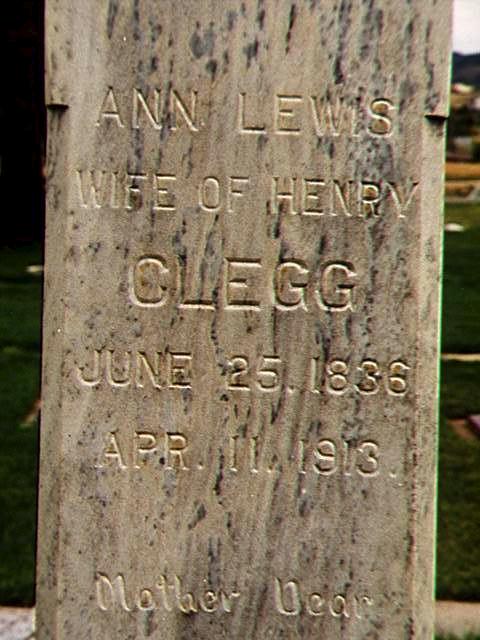 ANN LEWIS
WIFE OF HENRY
CLEGG
JUNE 25, 1836
APR. 11. 1913.
Mother Dear